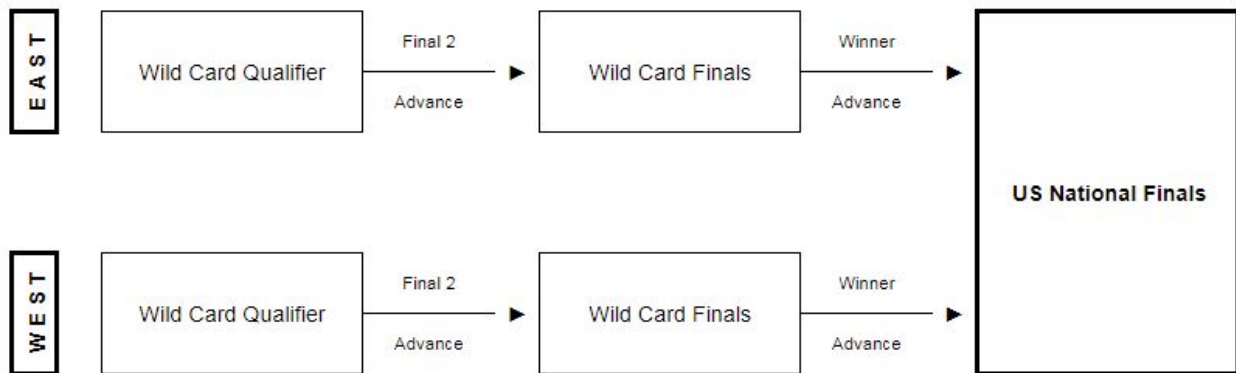 EAST
Wild Card Qualifier
Final 2
Advance
Wild Card Finals
Winner
Advance
US National Finals
WEST
Wild Card Qualifier
Final 2
Advance
Wild Card Finals
Winner
Advance